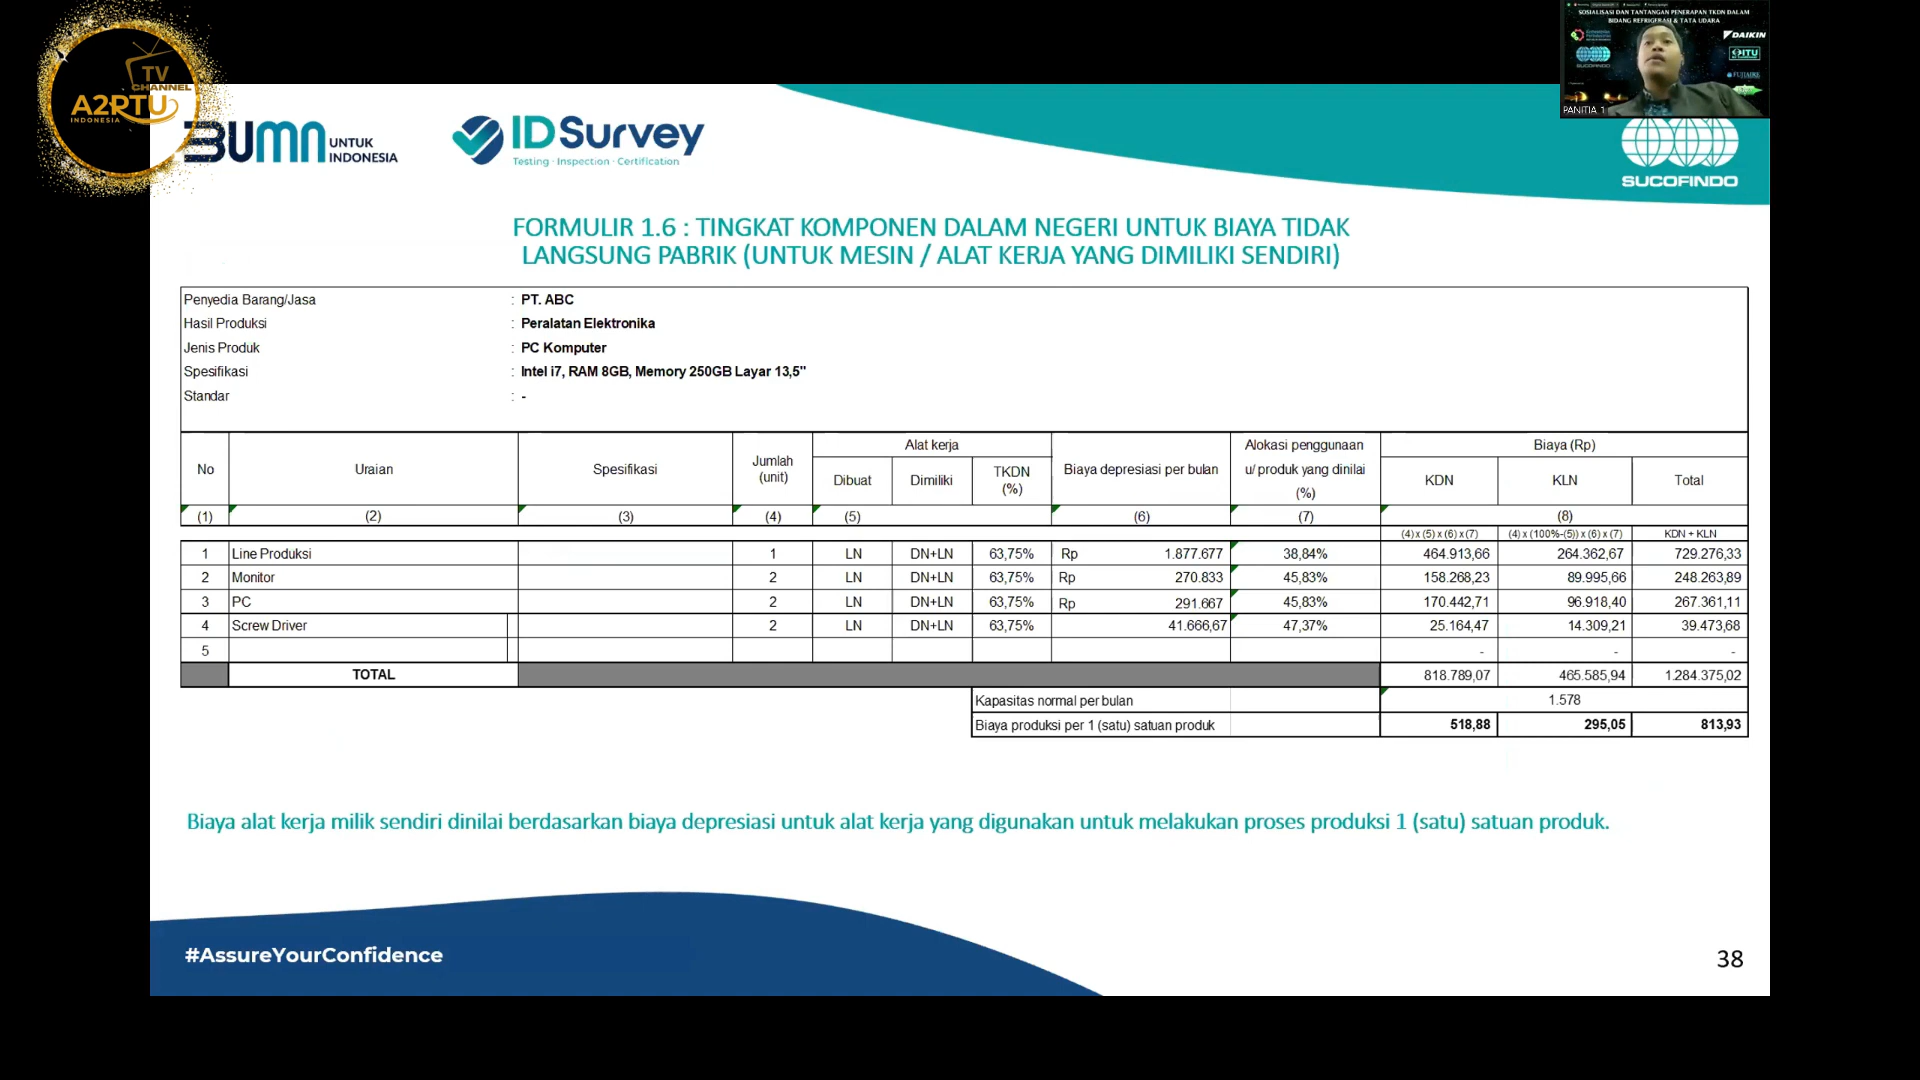 TV
CHANNEL
A2RTU
INDONESIA
BUMN UNTUK INDONESIA
IDSurvey
Testing · Inspection · Certification
SOSIALISASI DAN TANTANGAN PENERAPAN TKDN DALAM
BIDANG REFRIGERASI & TATA UDARA
DAIKIN
SUCOFINDO
PANITIA 1
SUCOFINDO
FORMULIR 1.6 : TINGKAT KOMPONEN DALAM NEGERI UNTUK BIAYA TIDAK
LANGSUNG PABRIK (UNTUK MESIN / ALAT KERJA YANG DIMILIKI SENDIRI)
Penyedia Barang/Jasa : PT. ABC
Hasil Produksi : Peralatan Elektronika
Jenis Produk : PC Komputer
Spesifikasi : Intel i7, RAM 8GB, Memory 250GB Layar 13,5"
Standar : -
No Uraian Spesifikasi Jumlah (unit) Alat kerja Biaya depresiasi per bulan Alokasi penggunaan u/ produk yang dinilai (%) Biaya (Rp)
Dibuat Dimiliki TKDN (%) KDN KLN Total
(1) (2) (3) (4) (5) (6) (7) (8)
(4) x (5) x (6) x (7) (4) x (100%-(5)) x (6) x (7) KDN + KLN
1 Line Produksi 1 LN DN+LN 63,75% Rp 1.877.677 38,84% 464.913,66 264.362,67 729.276,33
2 Monitor 2 LN DN+LN 63,75% Rp 270.833 45,83% 158.268,23 89.995,66 248.263,89
3 PC 2 LN DN+LN 63,75% Rp 291.667 45,83% 170.442,71 96.918,40 267.361,11
4 Screw Driver 2 LN DN+LN 63,75% 41.666,67 47,37% 25.164,47 14.309,21 39.473,68
5 - - -
TOTAL 818.789,07 465.585,94 1.284.375,02
Kapasitas normal per bulan 1.578
Biaya produksi per 1 (satu) satuan produk 518,88 295,05 813,93
Biaya alat kerja milik sendiri dinilai berdasarkan biaya depresiasi untuk alat kerja yang digunakan untuk melakukan proses produksi 1 (satu) satuan produk.
#AssureYourConfidence
38